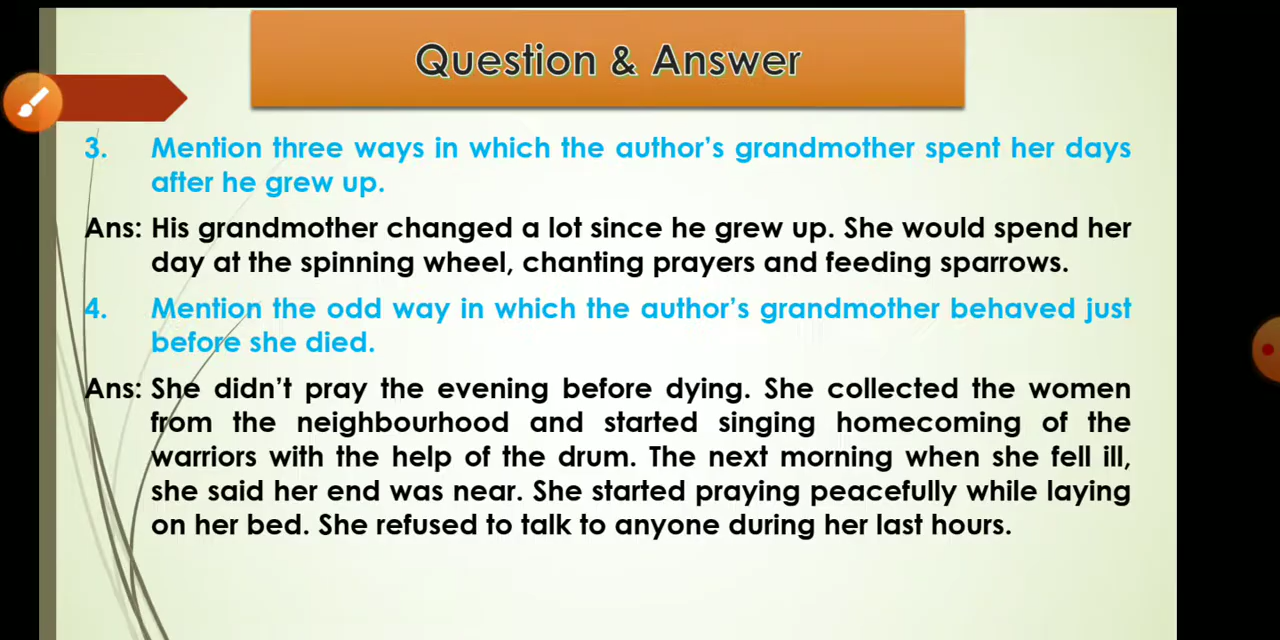 Question & Answer
3. Mention three ways in which the author's grandmother spent her days
after he grew up.
Ans: His grandmother changed a lot since he grew up. She would spend her
day at the spinning wheel, chanting prayers and feeding sparrows.
4. Mention the odd way in which the author's grandmother behaved just
before she died.
Ans: She didn't pray the evening before dying. She collected the women
from the neighbourhood and started singing homecoming of the
warriors with the help of the drum. The next morning when she fell ill,
she said her end was near. She started praying peacefully while laying
on her bed. She refused to talk to anyone during her last hours.